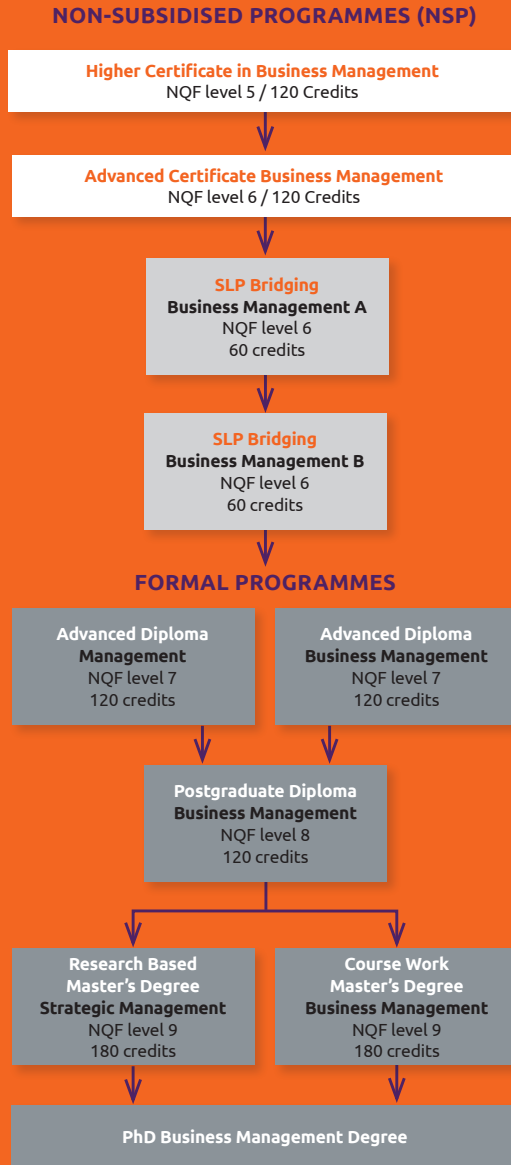 NON-SUBSIDISED PROGRAMMES (NSP)
Higher Certificate in Business Management
NQF level 5 / 120 Credits
Advanced Certificate Business Management
NQF level 6 / 120 Credits
SLP Bridging
Business Management A
NQF level 6
60 credits
SLP Bridging
Business Management B
NQF level 6
60 credits
FORMAL PROGRAMMES
Advanced Diploma
Management
NQF level 7
120 credits
Advanced Diploma
Business Management
NQF level 7
120 credits
Postgraduate Diploma
Business Management
NQF level 8
120 credits
Research Based
Master's Degree
Strategic Management
NQF level 9
180 credits
Course Work
Master's Degree
Business Management
NQF level 9
180 credits
PhD Business Management Degree